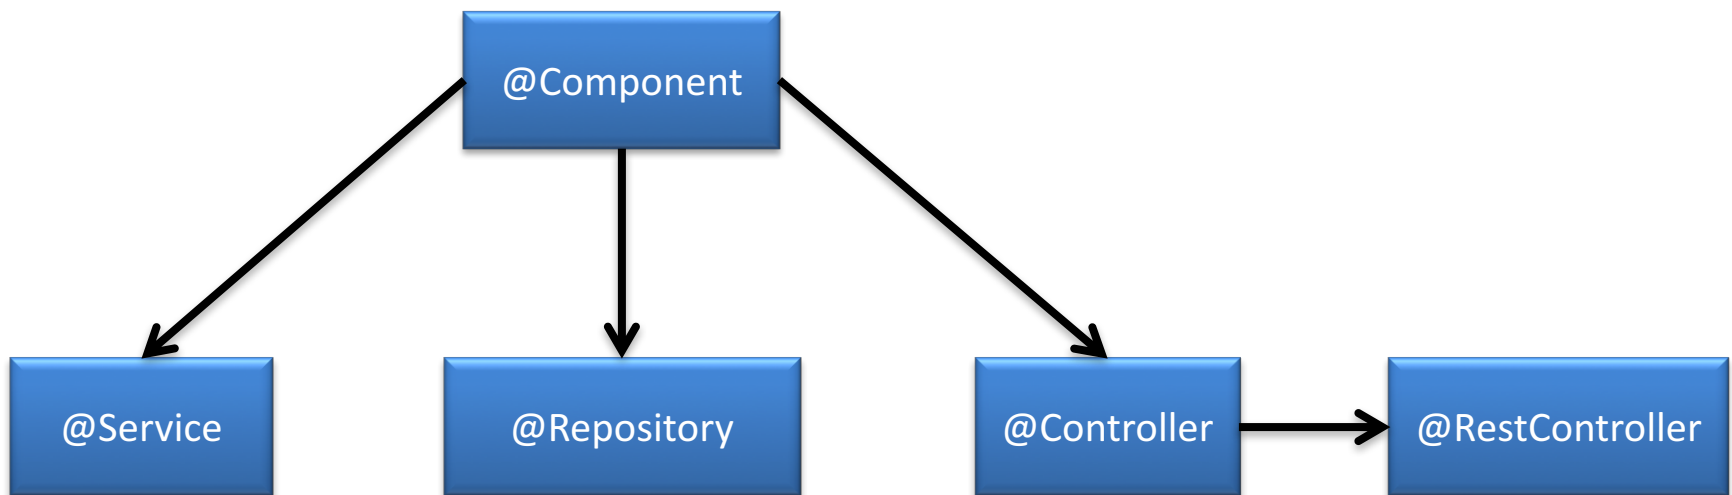 @Component
@Service
@Repository
@Controller
@RestController